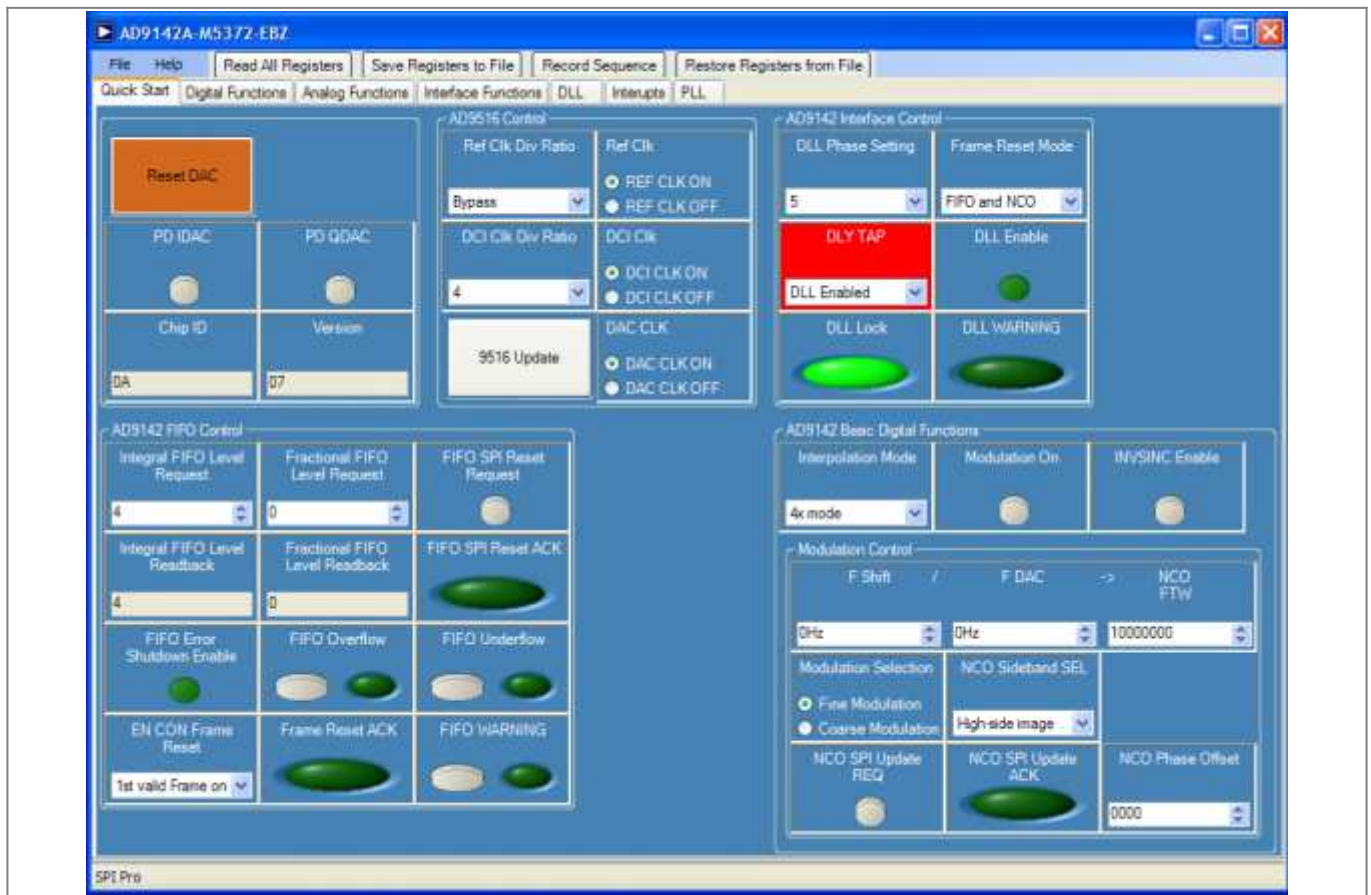 AD9142A-M5372-EBZ
File Help Read All Registers Save Registers to File Record Sequence Restore Registers from File
Quick Start Digital Functions Analog Functions Interface Functions DLL Interupts PLL
Reset DAC
PD IDAC PD QDAC
Chip ID Version
0A 07
AD9516 Control
Ref Clk Div Ratio Ref Clk
Bypass REF CLK ON
REF CLK OFF
DCI Clk Div Ratio DCI Clk
4 DCI CLK ON
DCI CLK OFF
9516 Update DAC CLK
DAC CLK ON
DAC CLK OFF
AD9142 Interface Control
DLL Phase Setting Frame Reset Mode
5 FIFO and NCO
DLY TAP DLL Enable
DLL Enabled
DLL Lock DLL WARNING
AD9142 FIFO Control
Integral FIFO Level Fractional FIFO FIFO SPI Reset
Request Level Request Request
4 0
Integral FIFO Level Fractional FIFO FIFO SPI Reset ACK
Readback Level Readback
4 0
FIFO Error FIFO Overflow FIFO Underflow
Shutdown Enable
EN CON Frame Frame Reset ACK FIFO WARNING
Reset
1st valid Frame on
AD9142 Basic Digital Functions
Interpolation Mode Modulation On INVSINC Enable
4x mode
Modulation Control
F Shift / F DAC -> NCO
FTW
0Hz 0Hz 10000000
Modulation Selection NCO Sideband SEL
Fine Modulation
Coarse Modulation High-side image
NCO SPI Update NCO SPI Update NCO Phase Offset
REQ ACK
0000
SPI Pro